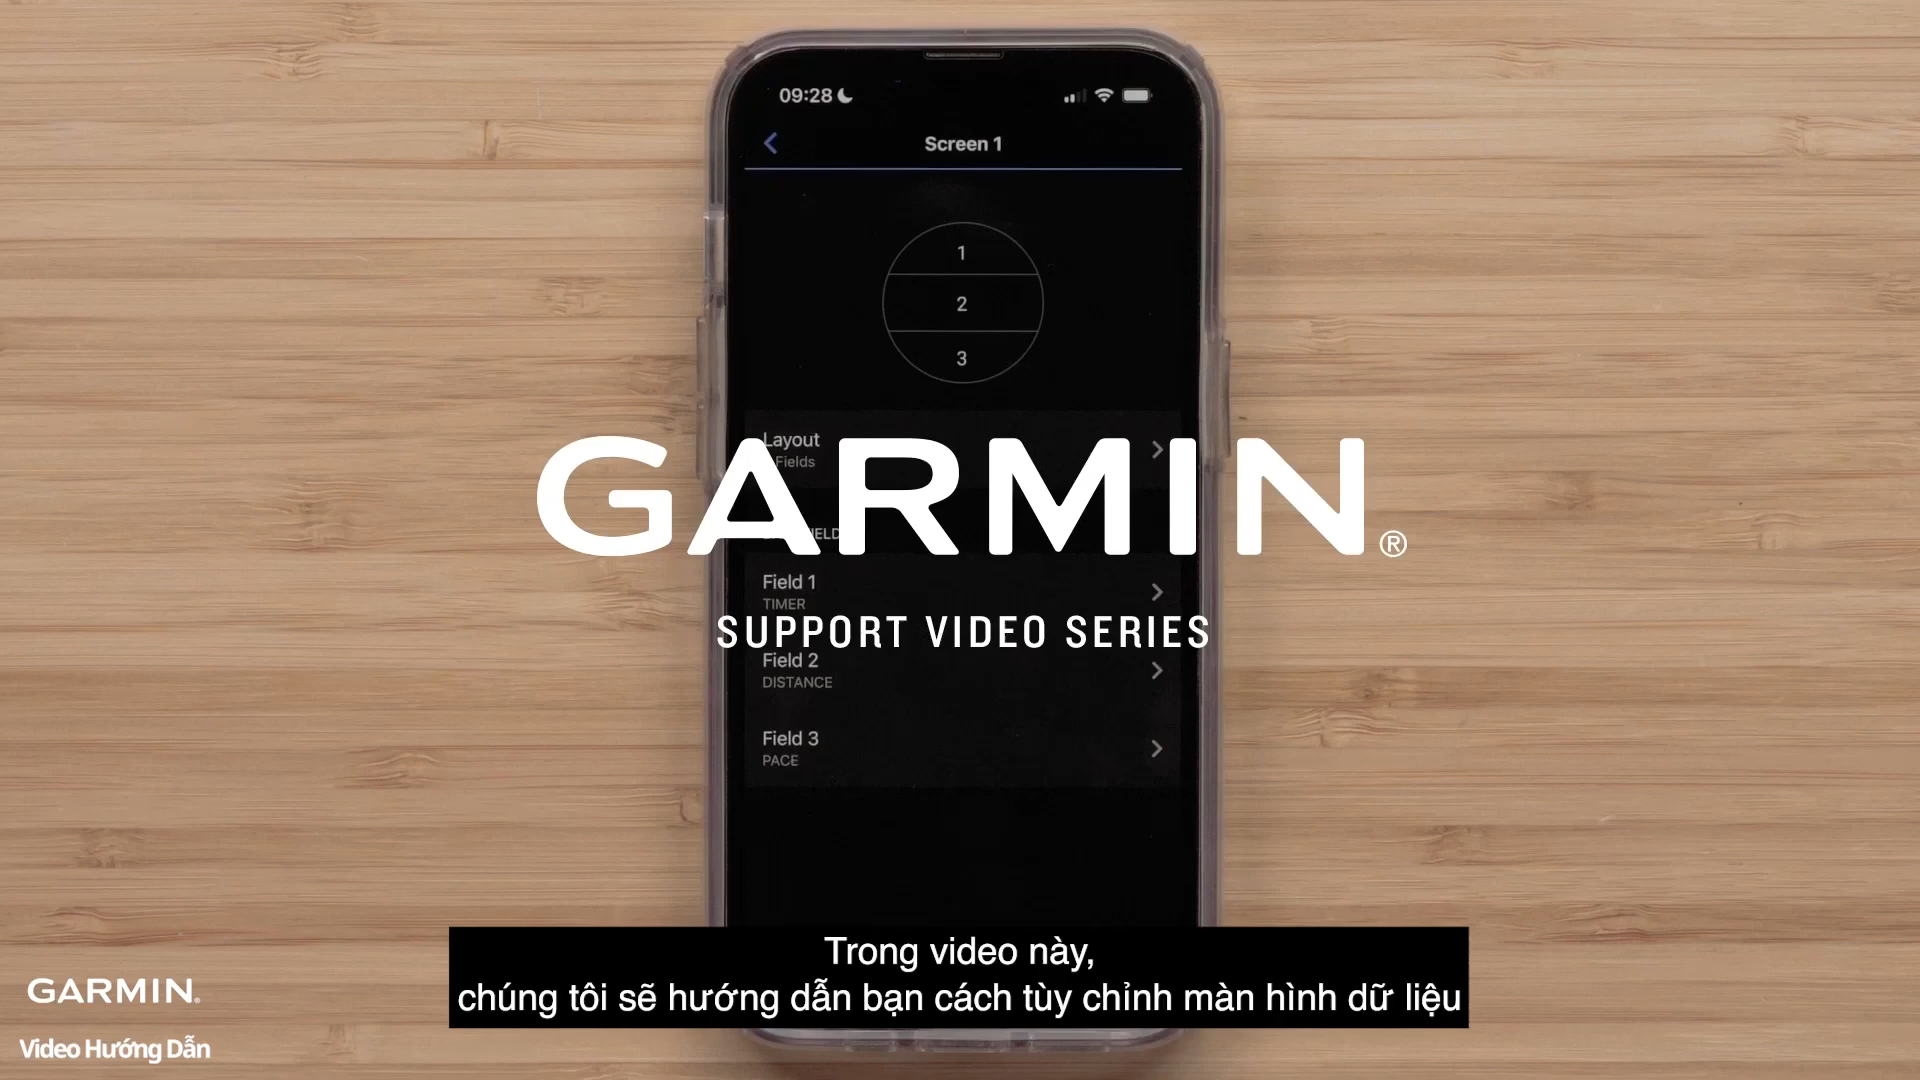 09:28
Screen 1
1
2
3
Layout
Fields
GARMIN®
Field 1
TIMER
SUPPORT VIDEO SERIES
Field 2
DISTANCE
Field 3
PACE
Trong video này,
chúng tôi sẽ hướng dẫn bạn cách tùy chỉnh màn hình dữ liệu
GARMIN®
Video Hướng Dẫn